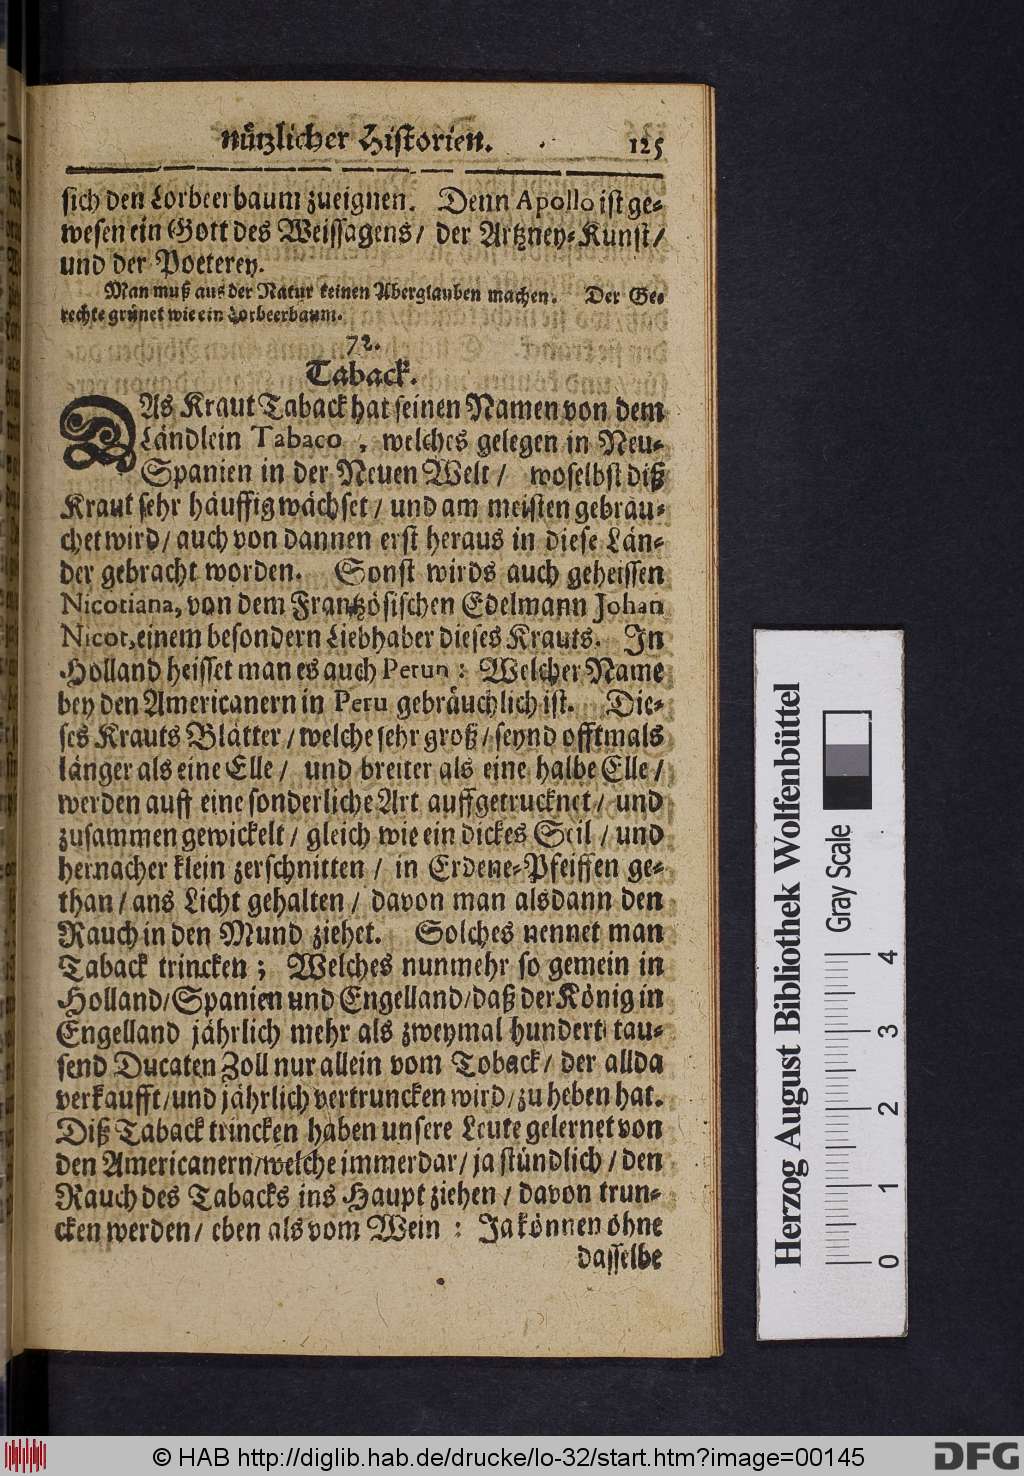 nuͤtzlicher Historien. 125
sich den Lorbeerbaum zueignen. Denn Apollo ist ge-
wesen ein Gott des Weissagens/ der Artzney-Kunst/
und der Poeterey.
Man muß aus der Natur keinen Aberglauben machen. Der Ge-
rechte grünet wie ein Lorbeerbaum.
72.
Taback.
DAs Kraut Taback hat seinen Namen von dem
Ländlein Tabaco, welches gelegen in Neu-
Spanien in der Neuen Welt/ woselbst diß
Kraut sehr häuffig wächset/ und am meisten gebrau-
chet wird/ auch von dannen erst heraus in diese Län-
der gebracht worden. Sonst wirds auch geheissen
Nicotiana, von dem Frantzösischen Edelmann Johan
Nicot, einem besondern Liebhaber dieses Krauts. In
Holland heisset man es auch Petun: Welcher Name
bey den Americanern in Peru gebräuchlich ist. Die-
ses Krauts Blätter/ welche sehr groß/ seynd offtmals
länger als eine Elle/ und breiter als eine halbe Elle/
werden auff eine sonderliche Art auffgetrucknet/ und
zusammen gewickelt/ gleich wie ein dickes Seil/ und
hernacher klein zerschnitten/ in Erdene-Pfeiffen ge-
than/ ans Licht gehalten/ davon man alsdann den
Rauch in den Mund ziehet. Solches nennet man
Taback trincken; Welches nunmehr so gemein in
Holland/ Spanien und Engelland/ daß der König in
Engelland jährlich mehr als zweymal hundert tau-
send Ducaten Zoll nur allein vom Toback/ der allda
verkaufft/ und jährlich vertruncken wird/ zu heben hat.
Diß Taback trincken haben unsere Leute gelernet von
den Americanern/ welche immerdar/ ja stündlich/ den
Rauch des Tabacks ins Haupt ziehen/ davon trun-
cken werden/ eben als vom Wein: Ja können ohne
dasselbe
Herzog August Bibliothek Wolfenbüttel
Gray Scale
0 1 2 3 4
© HAB http://diglib.hab.de/drucke/lo-32/start.htm?image=00145
DFG